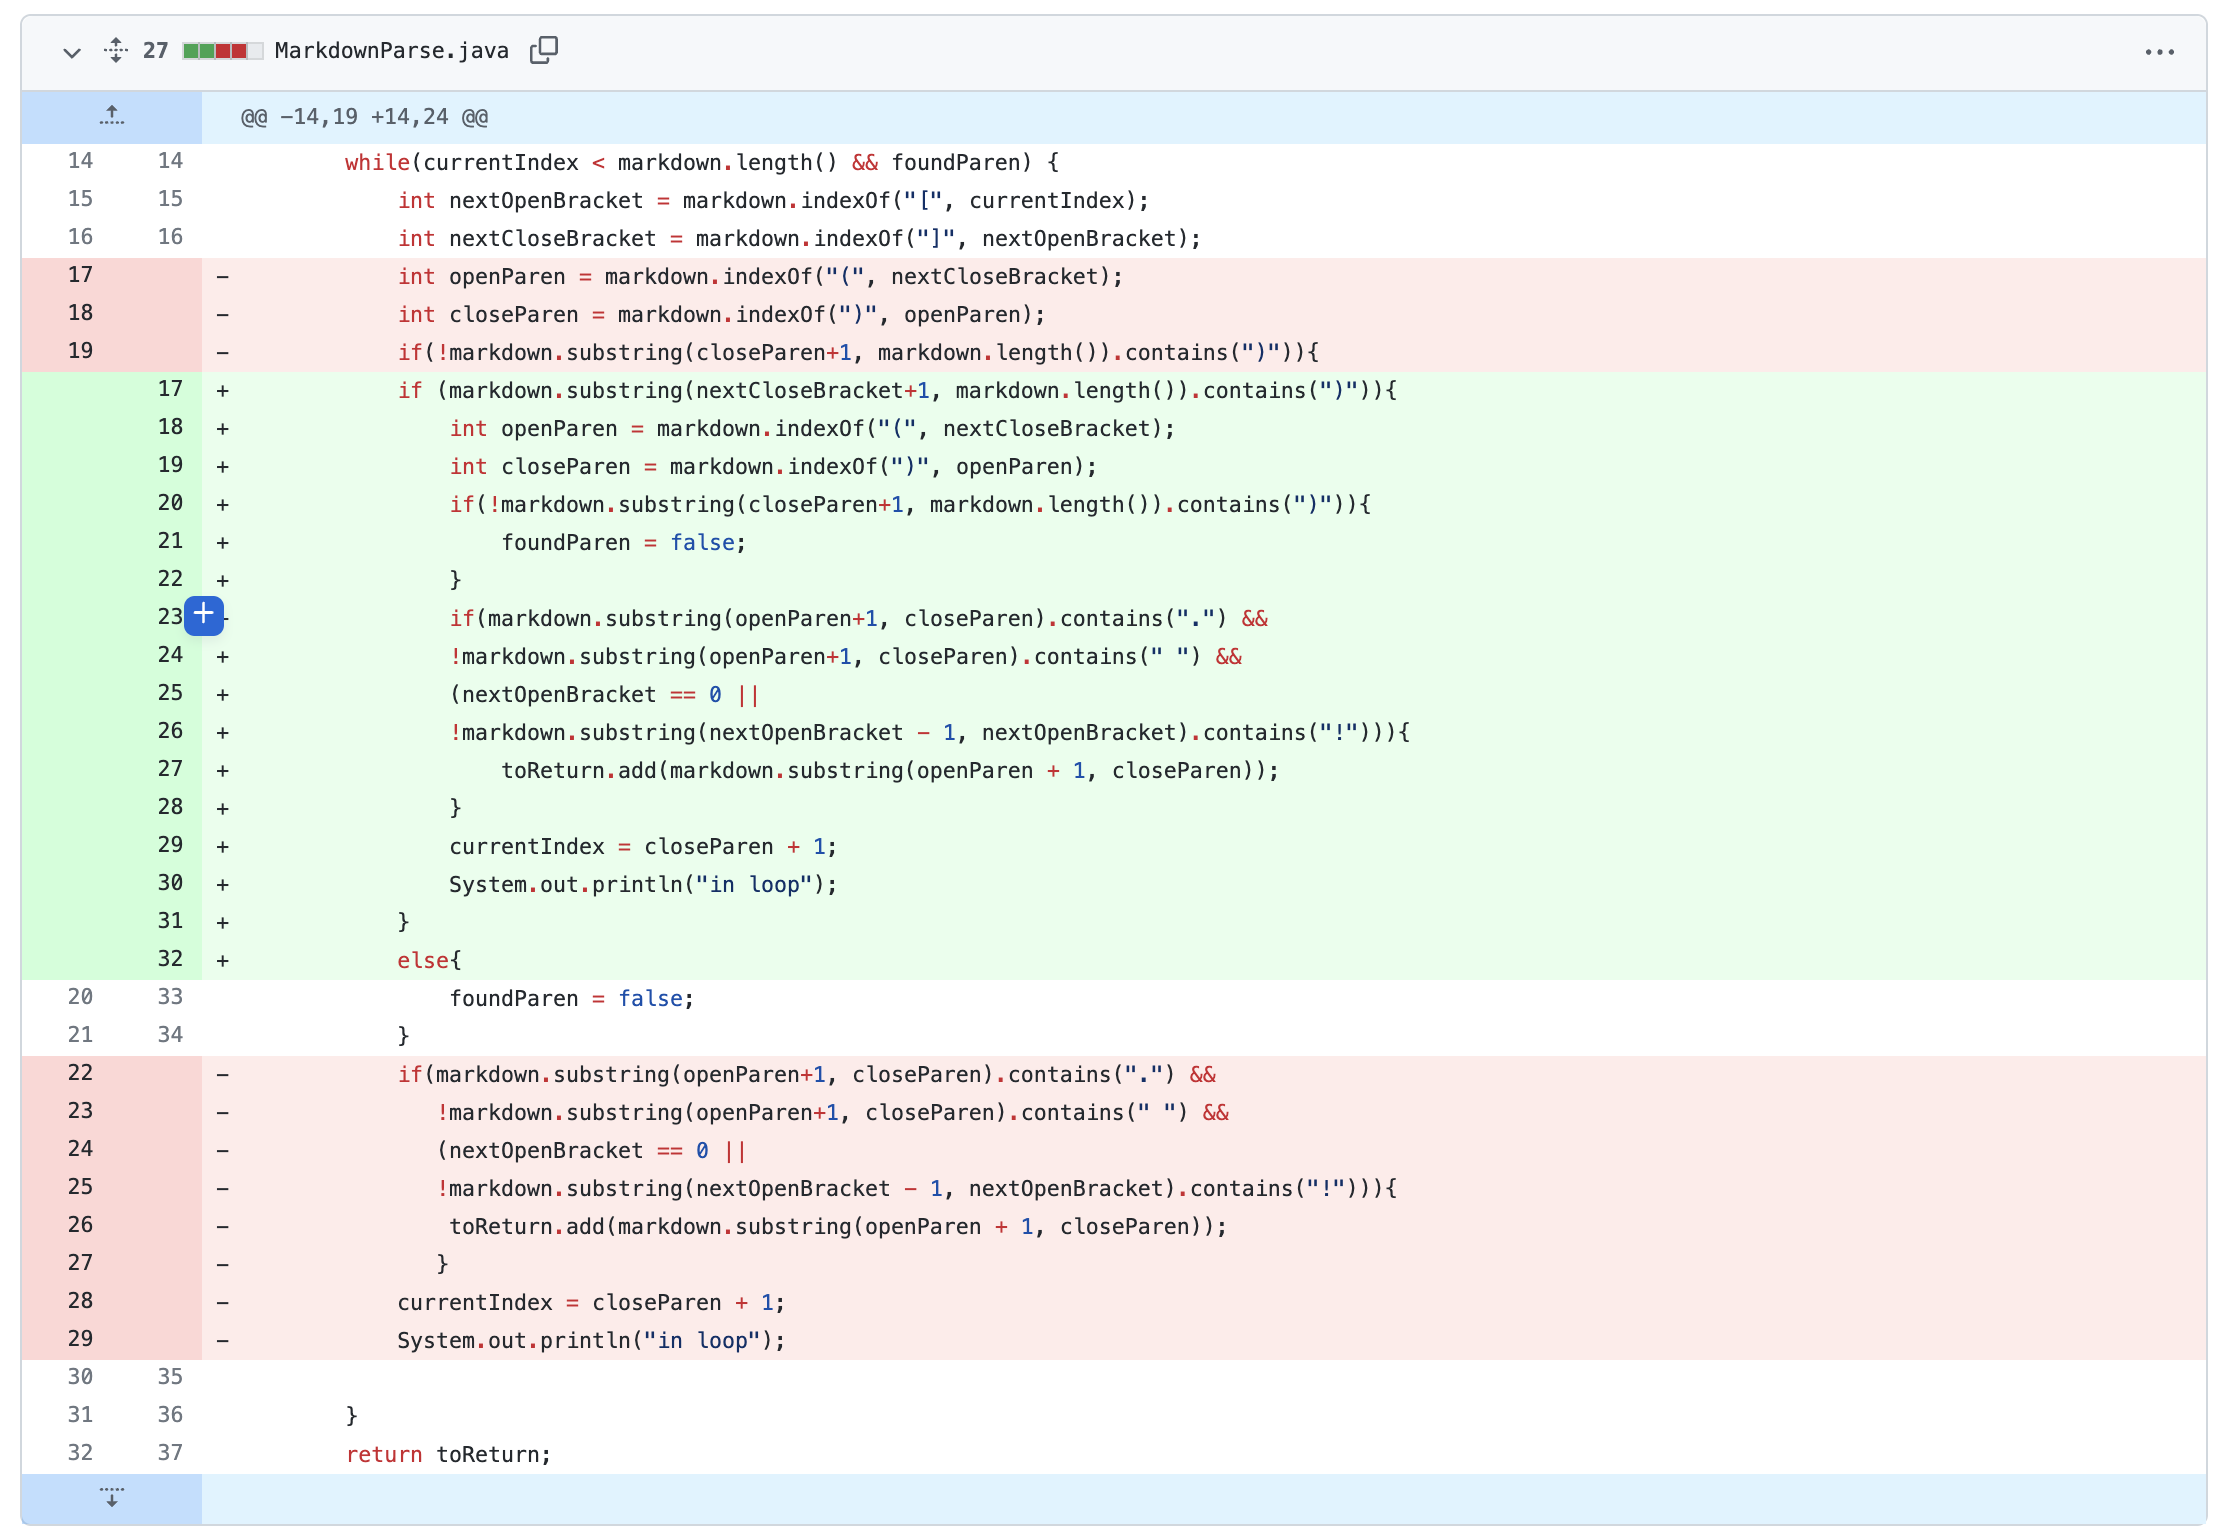 27 MarkdownParse.java
@@ -14,19 +14,24 @@
14 14 while(currentIndex < markdown.length() && foundParen) {
15 15 int nextOpenBracket = markdown.indexOf("[", currentIndex);
16 16 int nextCloseBracket = markdown.indexOf("]", nextOpenBracket);
17 - int openParen = markdown.indexOf("(", nextCloseBracket);
18 - int closeParen = markdown.indexOf(")", openParen);
19 - if(!markdown.substring(closeParen+1, markdown.length()).contains(")")){
17 + if (markdown.substring(nextCloseBracket+1, markdown.length()).contains(")")){
18 + int openParen = markdown.indexOf("(", nextCloseBracket);
19 + int closeParen = markdown.indexOf(")", openParen);
20 + if(!markdown.substring(closeParen+1, markdown.length()).contains(")")){
21 + foundParen = false;
22 + }
23 + if(markdown.substring(openParen+1, closeParen).contains(".") &&
24 + !markdown.substring(openParen+1, closeParen).contains(" ") &&
25 + (nextOpenBracket == 0 ||
26 + !markdown.substring(nextOpenBracket - 1, nextOpenBracket).contains("!"))){
27 + toReturn.add(markdown.substring(openParen + 1, closeParen));
28 + }
29 + currentIndex = closeParen + 1;
30 + System.out.println("in loop");
31 + }
32 + else{
20 33 foundParen = false;
21 34 }
22 - if(markdown.substring(openParen+1, closeParen).contains(".") &&
23 - !markdown.substring(openParen+1, closeParen).contains(" ") &&
24 - (nextOpenBracket == 0 ||
25 - !markdown.substring(nextOpenBracket - 1, nextOpenBracket).contains("!"))){
26 - toReturn.add(markdown.substring(openParen + 1, closeParen));
27 - }
28 - currentIndex = closeParen + 1;
29 - System.out.println("in loop");
30 35
31 36 }
32 37 return toReturn;